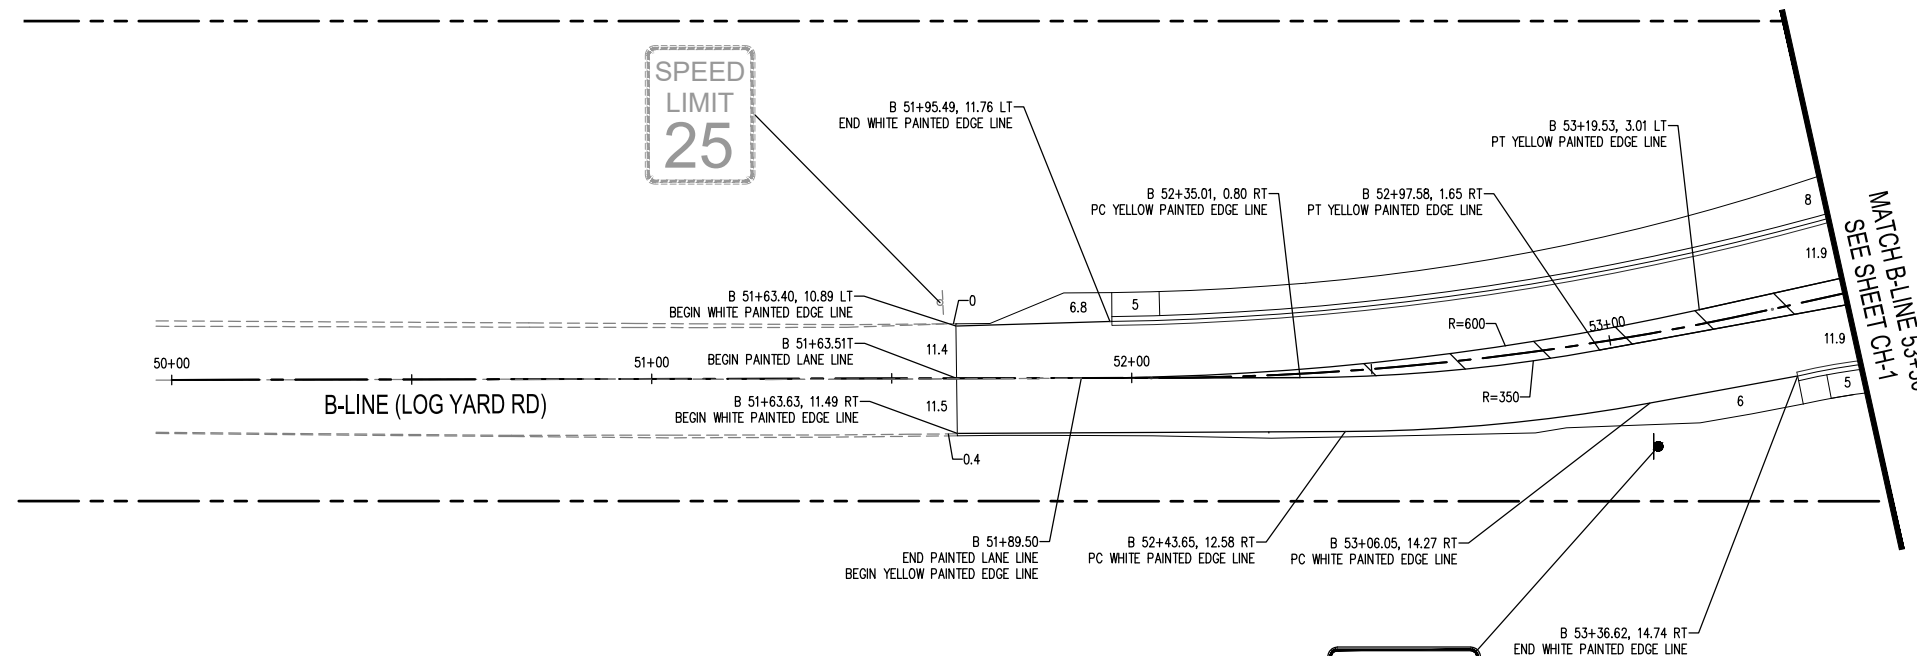 SPEED
LIMIT
25
B 51+95.49, 11.76 LT
END WHITE PAINTED EDGE LINE
B 53+19.53, 3.01 LT
PT YELLOW PAINTED EDGE LINE
B 52+35.01, 0.80 RT
PC YELLOW PAINTED EDGE LINE
B 52+97.58, 1.65 RT
PT YELLOW PAINTED EDGE LINE
8
11.9
MATCH B-LINE 53+50
SEE SHEET CH-1
B 51+63.40, 10.89 LT
BEGIN WHITE PAINTED EDGE LINE
0
6.8
5
R=600
53+00
11.4
B 51+63.51T
BEGIN PAINTED LANE LINE
50+00
51+00
52+00
11.9
B-LINE (LOG YARD RD)
B 51+63.63, 11.49 RT
BEGIN WHITE PAINTED EDGE LINE
11.5
R=350
6
5
0.4
B 51+89.50
END PAINTED LANE LINE
BEGIN YELLOW PAINTED EDGE LINE
B 52+43.65, 12.58 RT
PC WHITE PAINTED EDGE LINE
B 53+06.05, 14.27 RT
PC WHITE PAINTED EDGE LINE
B 53+36.62, 14.74 RT
END WHITE PAINTED EDGE LINE